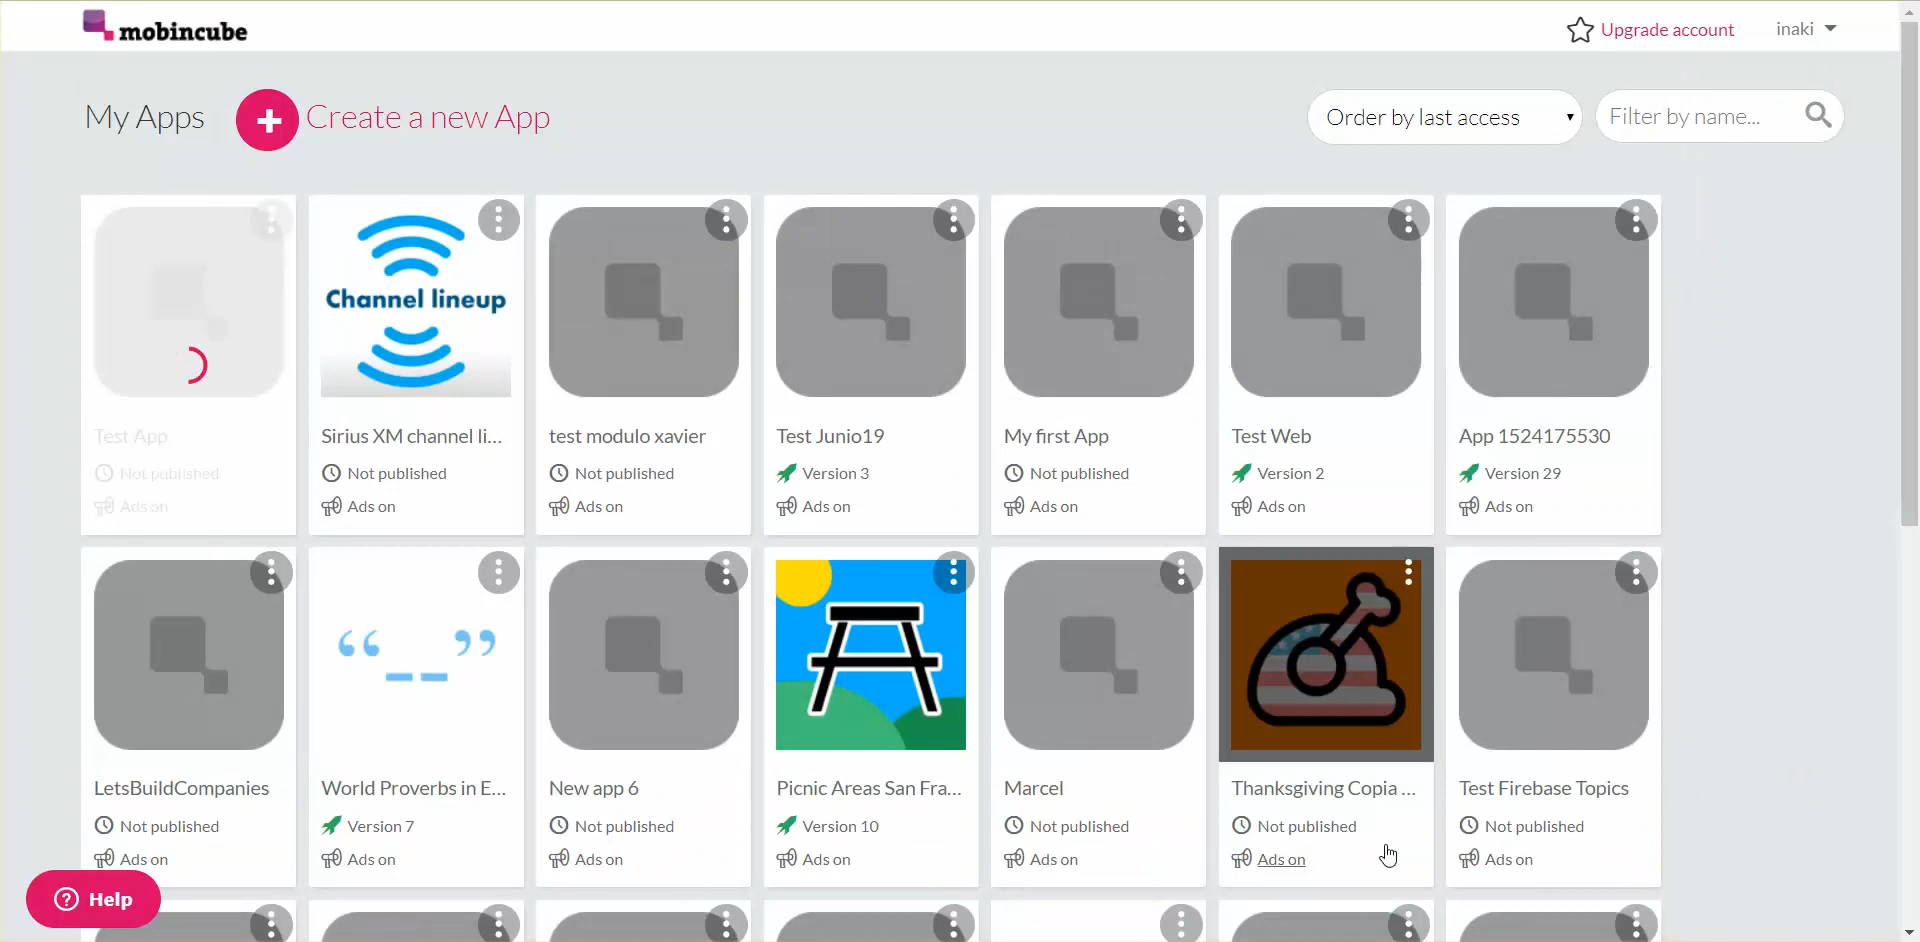 mobincube
Upgrade account
inaki
My Apps
Create a new App
Order by last access
Filter by name...
Channel lineup
Test App
Sirius XM channel li...
test modulo xavier
Test Junio19
My first App
Test Web
App 1524175530
Not published
Not published
Not published
Version 3
Not published
Version 2
Version 29
Ads on
Ads on
Ads on
Ads on
Ads on
Ads on
Ads on
LetsBuildCompanies
World Proverbs in E...
New app 6
Picnic Areas San Fra...
Marcel
Thanksgiving Copia ...
Test Firebase Topics
Not published
Version 7
Not published
Version 10
Not published
Not published
Not published
Ads on
Ads on
Ads on
Ads on
Ads on
Ads on
Ads on
Help